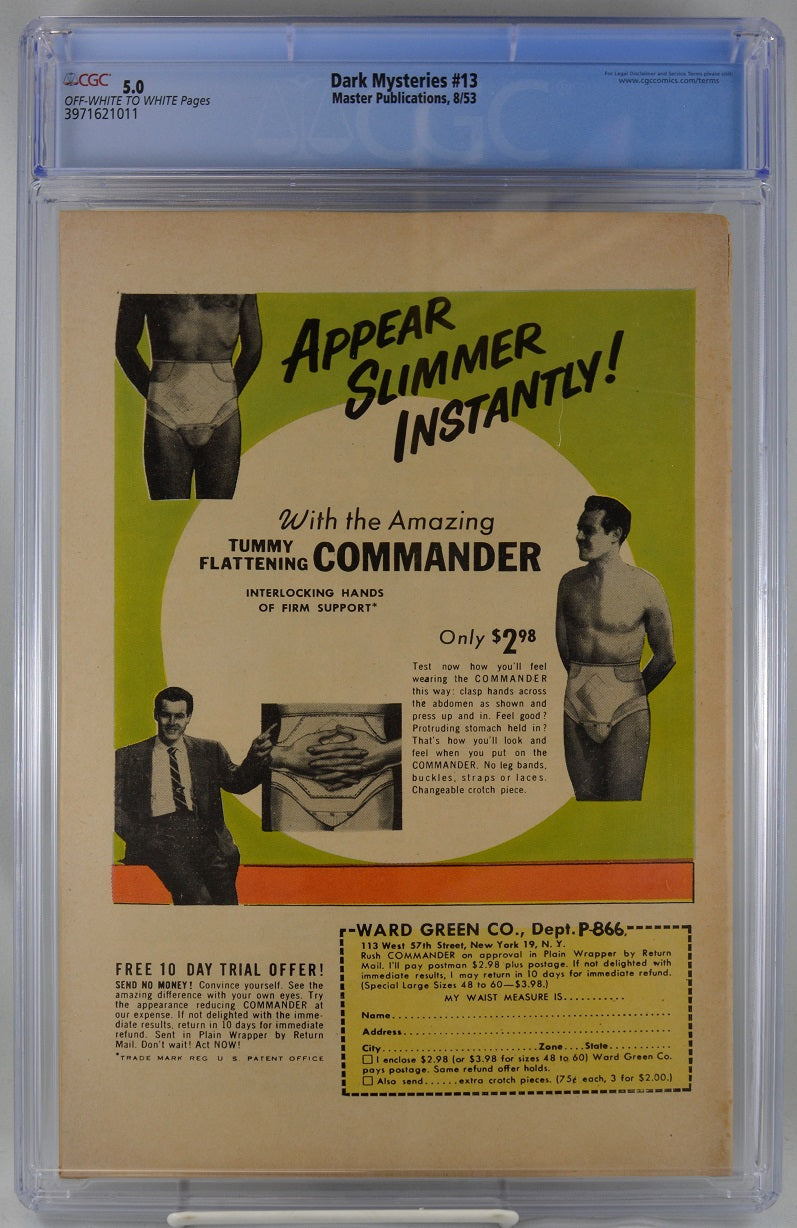 CGC 5.0
OFF-WHITE TO WHITE Pages
3971621011
Dark Mysteries #13
Master Publications, 8/53
For Legal Disclaimer and Service Terms please visit:
www.cgccomics.com/terms
CGC
APPEAR
SLIMMER
INSTANTLY!
With the Amazing
TUMMY
FLATTENING COMMANDER
INTERLOCKING HANDS
OF FIRM SUPPORT*
Only $2.98
Test now how you'll feel
wearing the COMMANDER
this way: clasp hands across
the abdomen as shown and
press up and in. Feel good?
Protruding stomach held in?
That's how you'll look and
feel when you put on the
COMMANDER. No leg bands,
buckles, straps or laces.
Changeable crotch piece.
FREE 10 DAY TRIAL OFFER!
SEND NO MONEY! Convince yourself. See the
amazing difference with your own eyes. Try
the appearance reducing COMMANDER at
our expense. If not delighted with the imme-
diate results, return in 10 days for immediate
refund. Sent in Plain Wrapper by Return
Mail. Don't wait! Act NOW!
*TRADE MARK REG U S PATENT OFFICE
WARD GREEN CO., Dept. P-866,
113 West 57th Street, New York 19, N. Y.
Rush COMMANDER on approval in Plain Wrapper by Return
Mail. I'll pay postman $2.98 plus postage. If not delighted with
immediate results, I may return in 10 days for immediate refund.
(Special Large Sizes 48 to 60—$3.98.)
MY WAIST MEASURE IS..........
Name..........
Address..........
City..........Zone....State..........
☐ I enclose $2.98 (or $3.98 for sizes 48 to 60) Ward Green Co.
pays postage. Same refund offer holds.
☐ Also send......extra crotch pieces. (75¢ each, 3 for $2.00.)